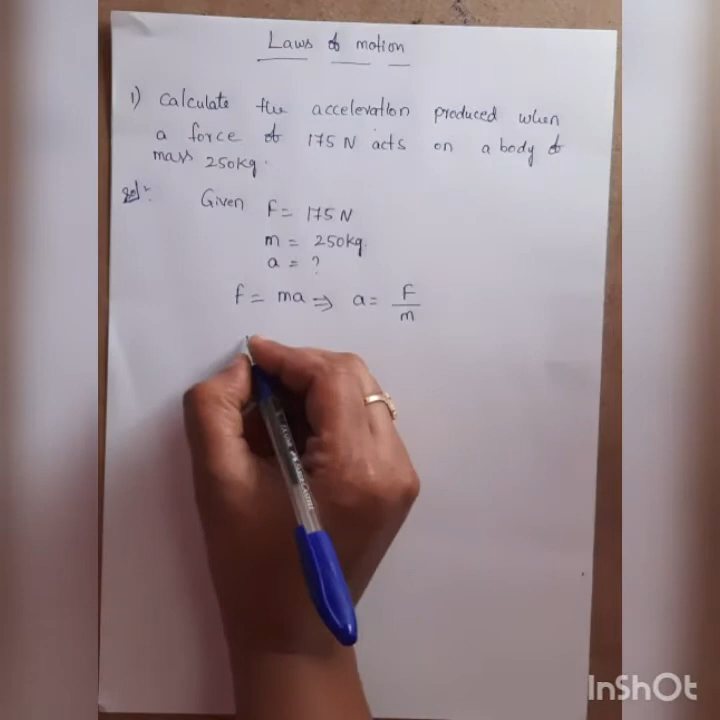 Laws of motion
1) Calculate the acceleration produced when
a force of 175 N acts on a body of
mass 250kg.
Sol:
Given F = 175 N
m = 250kg.
a = ?
F = ma ⇒ a = F/m
InShOt